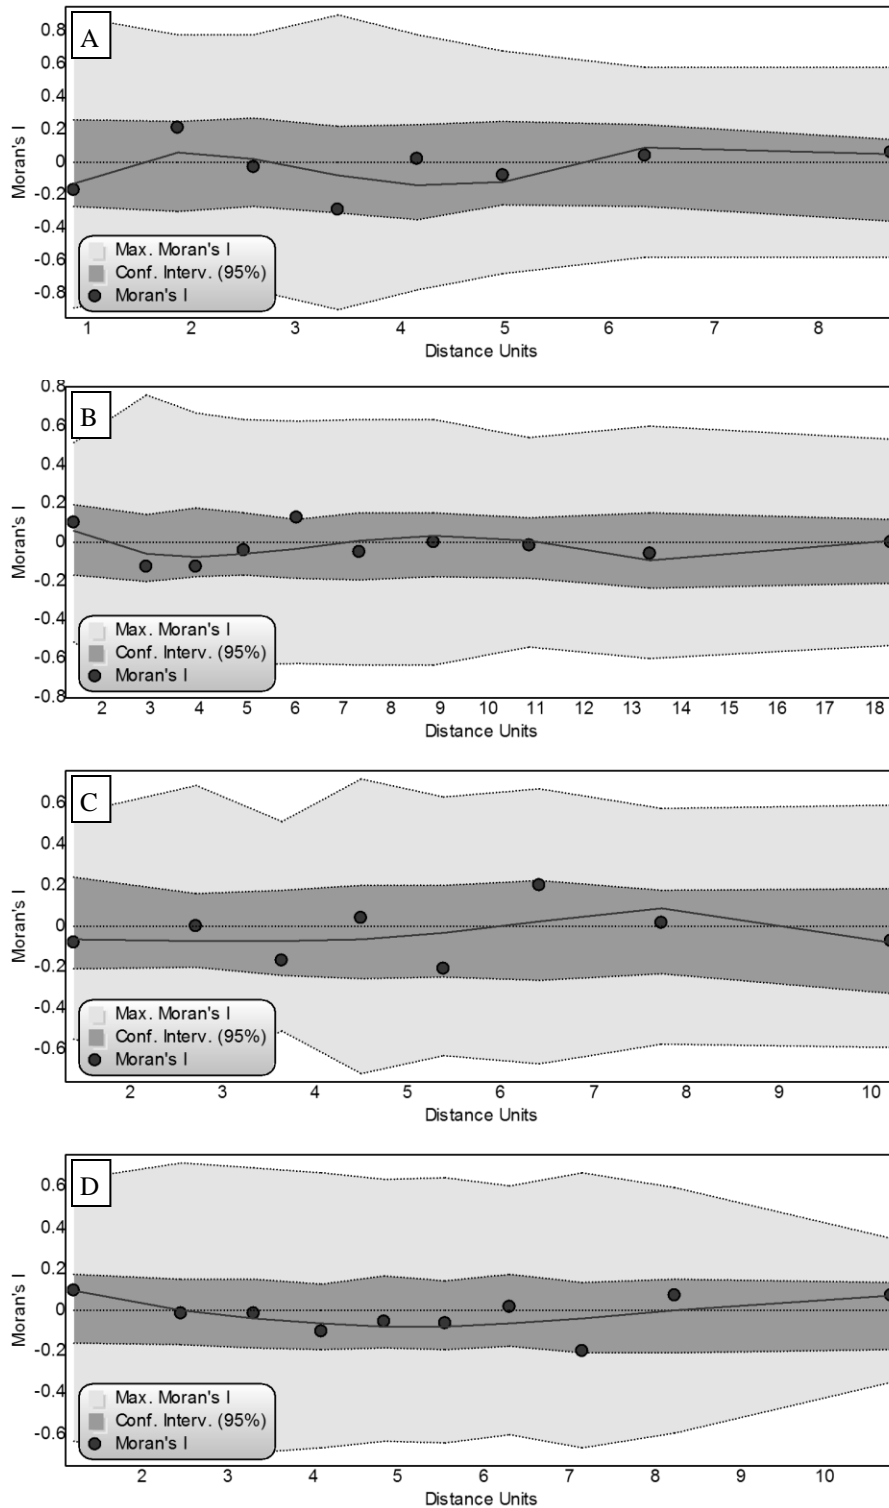 A
0.8
0.6
0.4
0.2
0
-0.2
-0.4
-0.6
-0.8
Moran's I
Max. Moran's I
Conf. Interv. (95%)
Moran's I
1 2 3 4 5 6 7 8
Distance Units
B
0.8
0.6
0.4
0.2
0
-0.2
-0.4
-0.6
-0.8
Moran's I
Max. Moran's I
Conf. Interv. (95%)
Moran's I
2 3 4 5 6 7 8 9 10 11 12 13 14 15 16 17 18
Distance Units
C
0.6
0.4
0.2
0
-0.2
-0.4
-0.6
Moran's I
Max. Moran's I
Conf. Interv. (95%)
Moran's I
2 3 4 5 6 7 8 9 10
Distance Units
D
0.6
0.4
0.2
0
-0.2
-0.4
-0.6
Moran's I
Max. Moran's I
Conf. Interv. (95%)
Moran's I
2 3 4 5 6 7 8 9 10
Distance Units